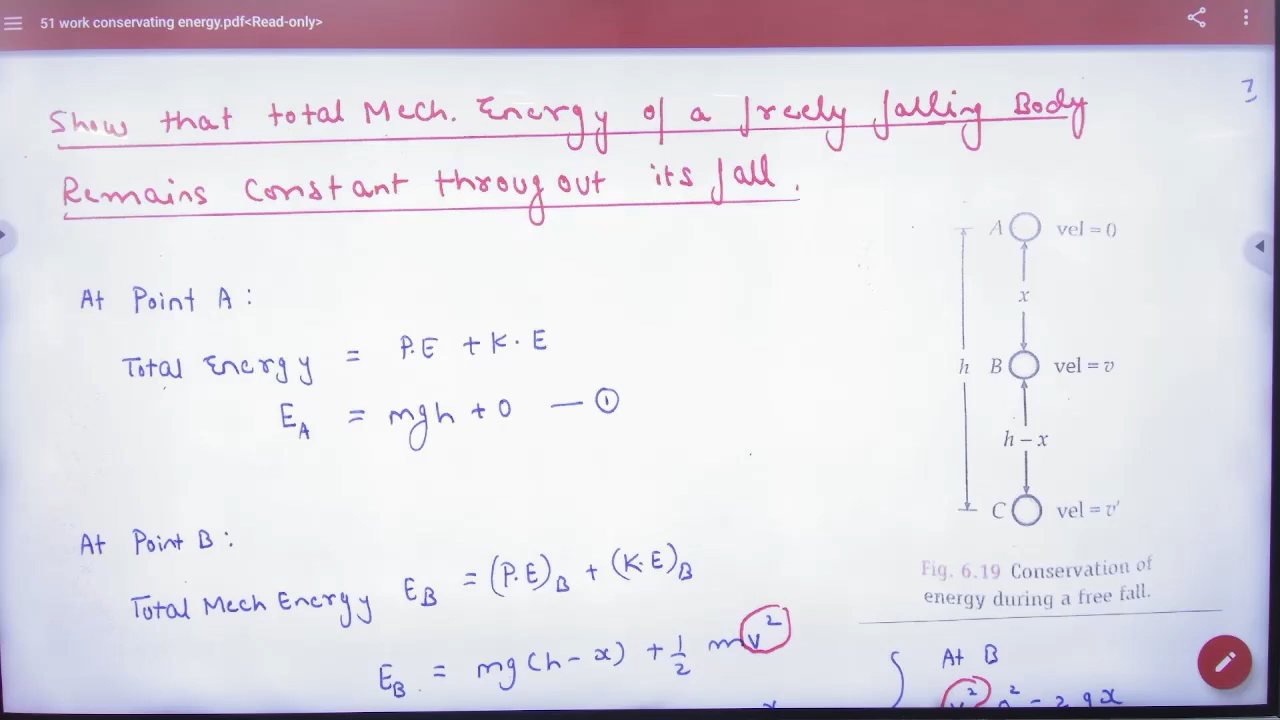 51 work conservating energy.pdf<Read-only>
Show that total Mech. Energy of a freely falling Body
Remains Constant throug out its fall.
At Point A:
Total Energy = P.E + K.E
E_A = mgh + 0 — ①
At Point B:
Total Mech Energy E_B = (P.E)_B + (K.E)_B
E_B = mg(h-x) + 1/2 mv²
A vel = 0
x
h B vel = v
h – x
C vel = v'
Fig. 6.19 Conservation of
energy during a free fall.
At B